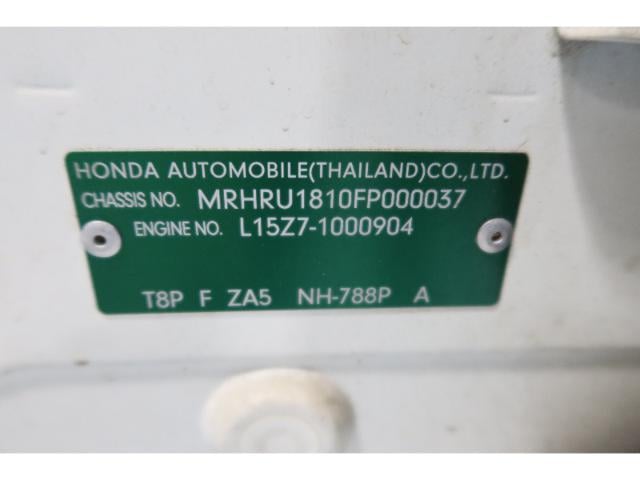 HONDA AUTOMOBILE(THAILAND)CO.,LTD.
CHASSIS NO. MRHRU1810FP000037
ENGINE NO. L15Z7-1000904
T8P F ZA5 NH-788P A